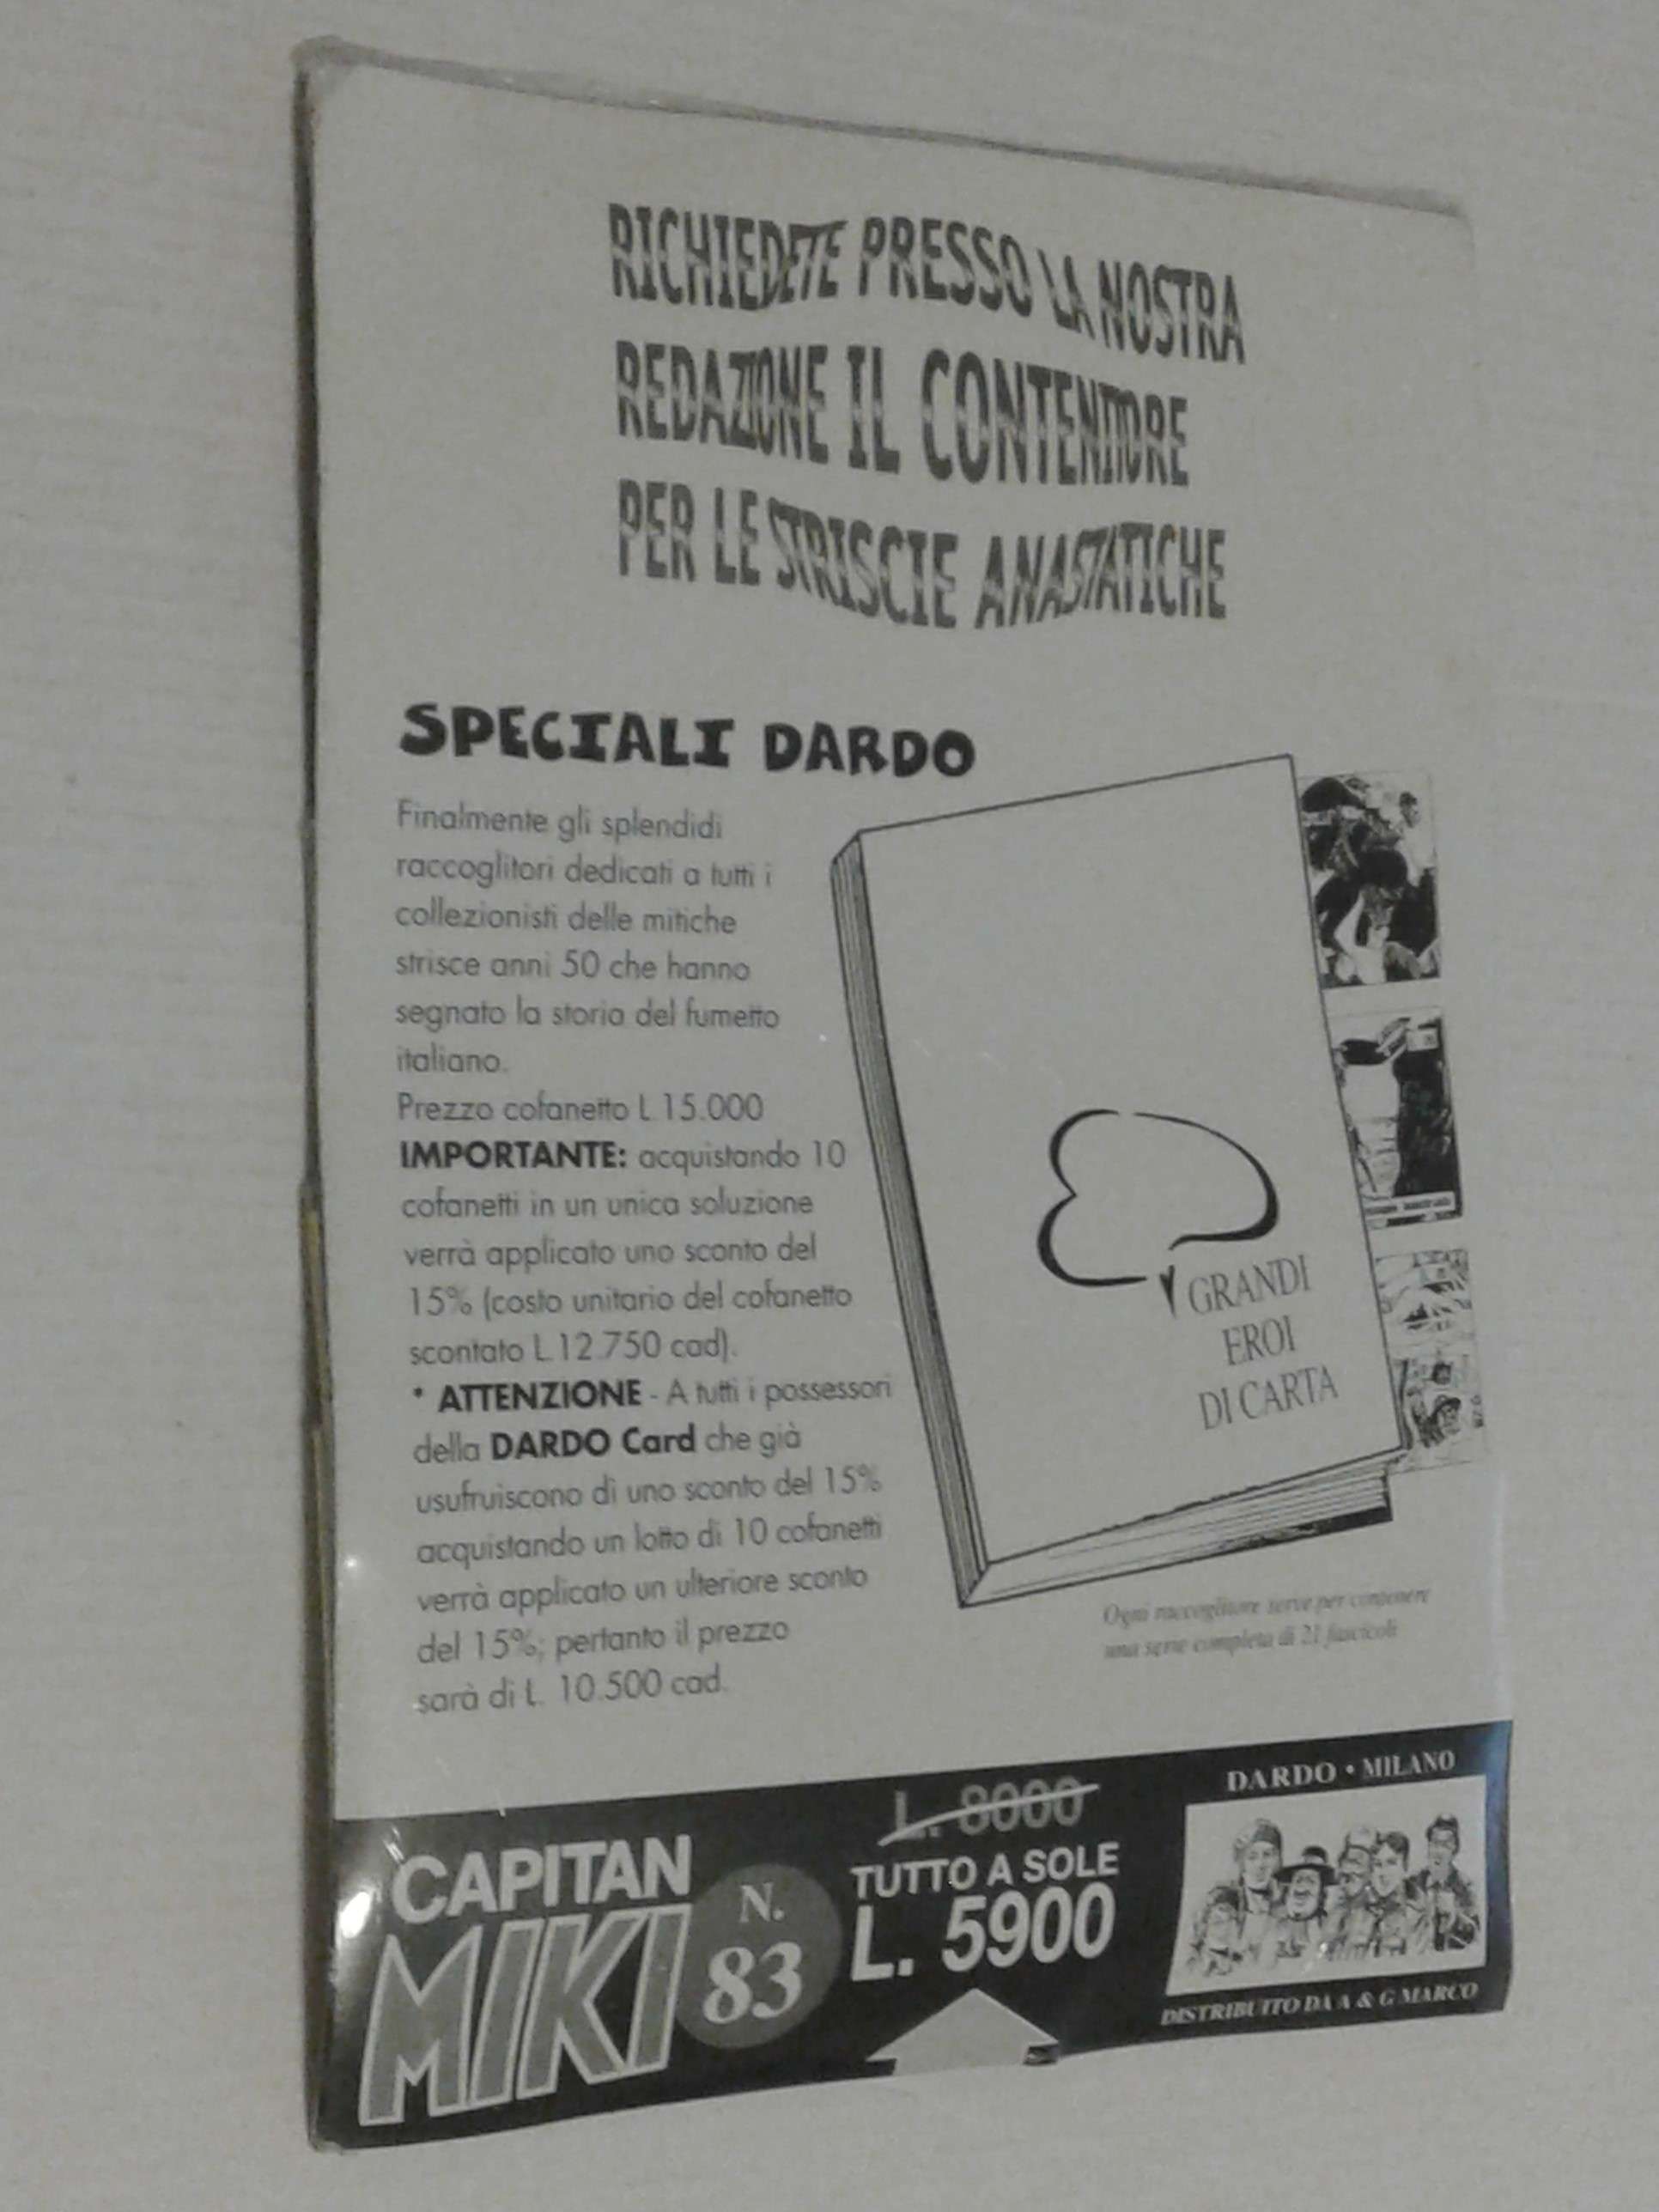 RICHIEDETE PRESSO LA NOSTRA
REDAZIONE IL CONTENITORE
PER LE STRISCIE ANASTATICHE
SPECIALI DARDO
Finalmente gli splendidi
raccoglitori dedicati a tutti i
collezionisti delle mitiche
strisce anni 50 che hanno
segnato la storia del fumetto
italiano.
Prezzo cofanetto L 15.000
IMPORTANTE: acquistando 10
cofanetti in un unica soluzione
verrà applicato uno sconto del
15% (costo unitario del cofanetto
scontato L.12.750 cad).
* ATTENZIONE - A tutti i possessori
della DARDO Card che già
usufruiscono di uno sconto del 15%
acquistando un lotto di 10 cofanetti
verrà applicato un ulteriore sconto
del 15%; pertanto il prezzo
sarà di L. 10.500 cad.
GRANDI
EROI
DI CARTA
Ogni raccoglitore serve per contenere
una serie completa di 21 fascicoli
CAPITAN
MIKI
N.
83
L. 8000
TUTTO A SOLE
L. 5900
DARDO • MILANO
DISTRIBUITO DA A & G MARCO